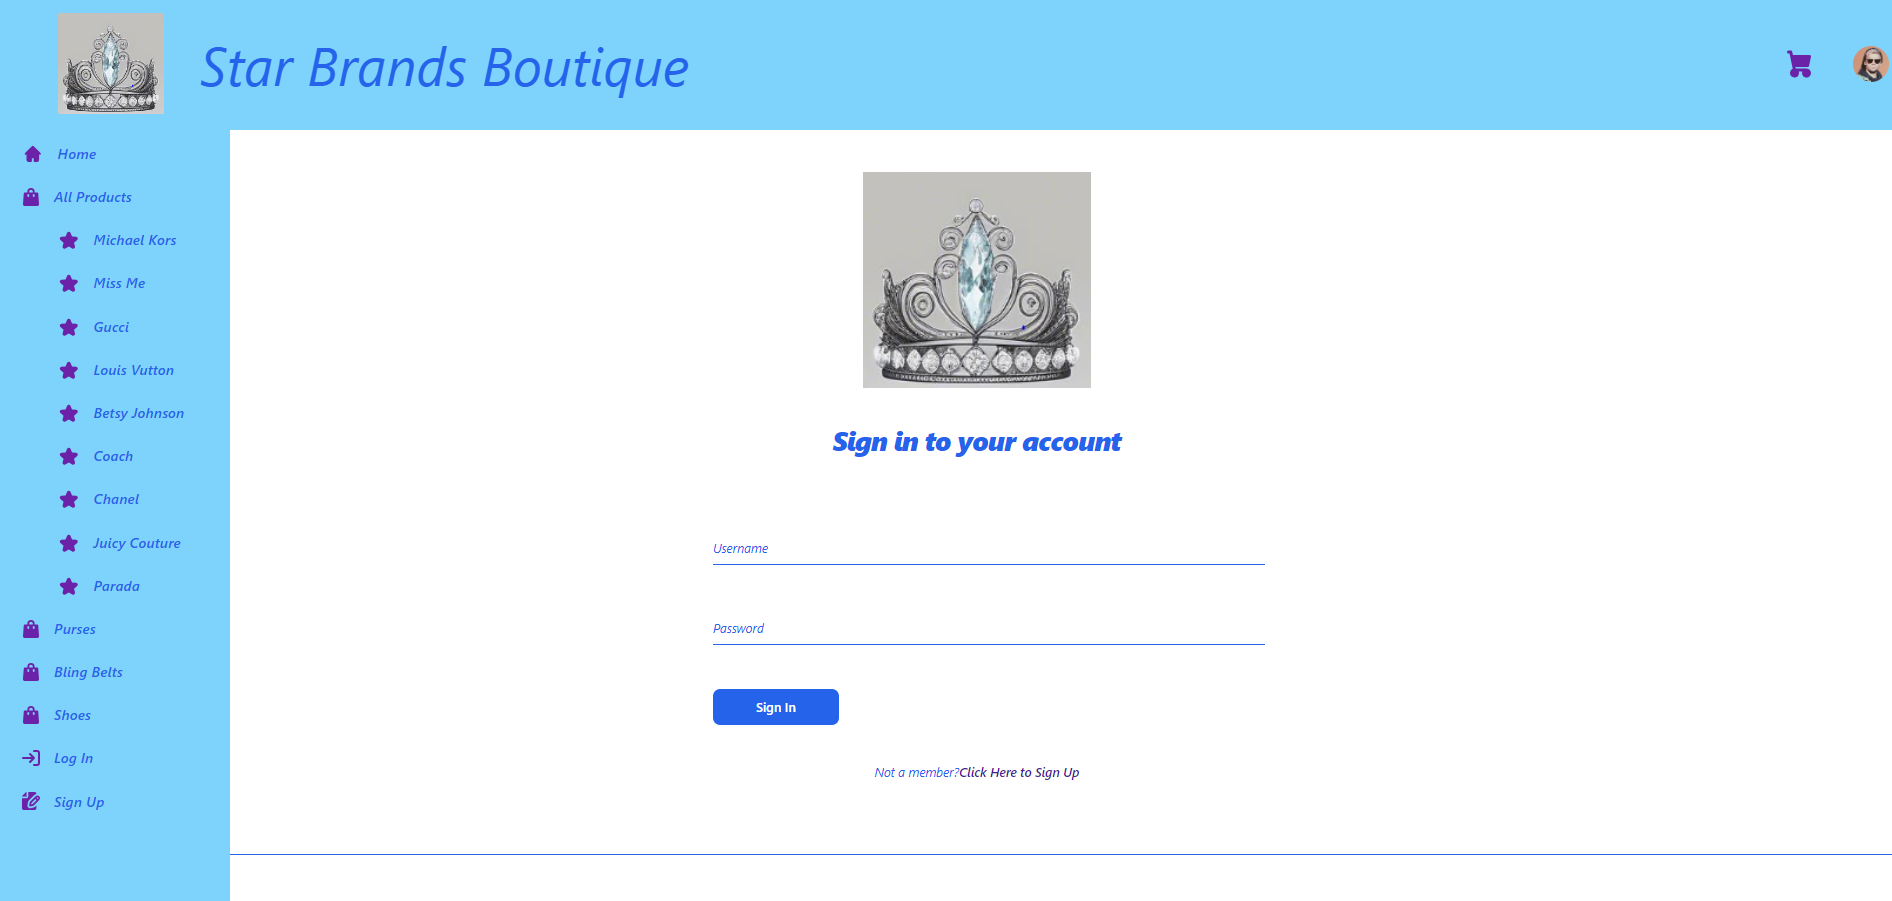 Star Brands Boutique
Home
All Products
Michael Kors
Miss Me
Gucci
Louis Vutton
Betsy Johnson
Coach
Chanel
Juicy Couture
Parada
Purses
Bling Belts
Shoes
Log In
Sign Up
Sign in to your account
Username
Password
Sign In
Not a member?Click Here to Sign Up